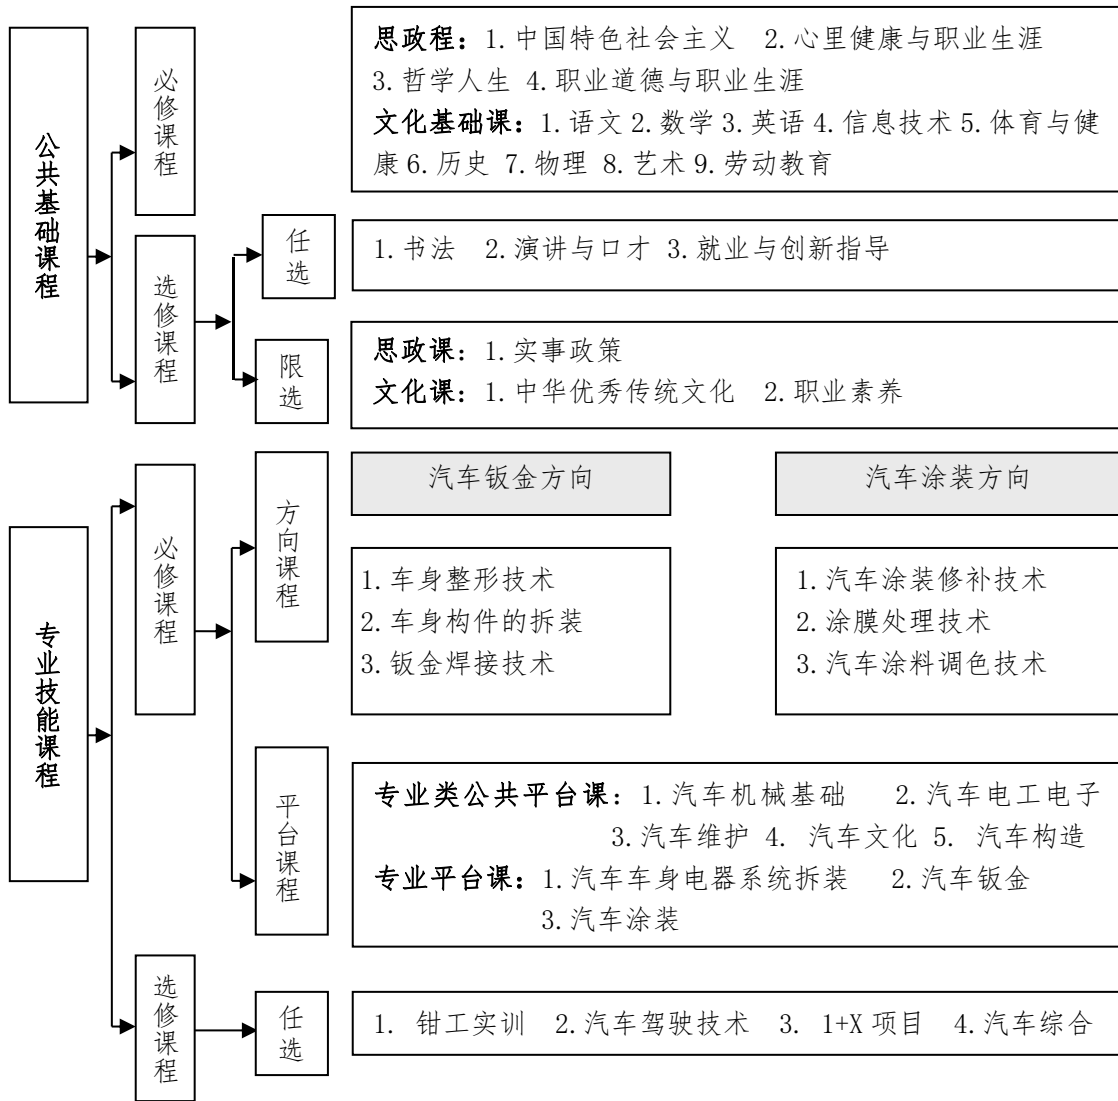 公共基础课程
必修课程
思政程：1.中国特色社会主义 2.心里健康与职业生涯
3.哲学人生 4.职业道德与职业生涯
文化基础课：1.语文 2.数学 3.英语 4.信息技术 5.体育与健
康 6.历史 7.物理 8.艺术 9.劳动教育
选修课程
任选
1.书法 2.演讲与口才 3.就业与创新指导
限选
思政课：1.实事政策
文化课：1.中华优秀传统文化 2.职业素养
专业技能课程
必修课程
方向课程
汽车钣金方向
1.车身整形技术
2.车身构件的拆装
3.钣金焊接技术
汽车涂装方向
1.汽车涂装修补技术
2.涂膜处理技术
3.汽车涂料调色技术
平台课程
专业类公共平台课：1.汽车机械基础 2.汽车电工电子
3.汽车维护 4. 汽车文化 5. 汽车构造
专业平台课：1.汽车车身电器系统拆装 2.汽车钣金
3.汽车涂装
选修课程
任选
1. 钳工实训 2.汽车驾驶技术 3. 1+X 项目 4.汽车综合